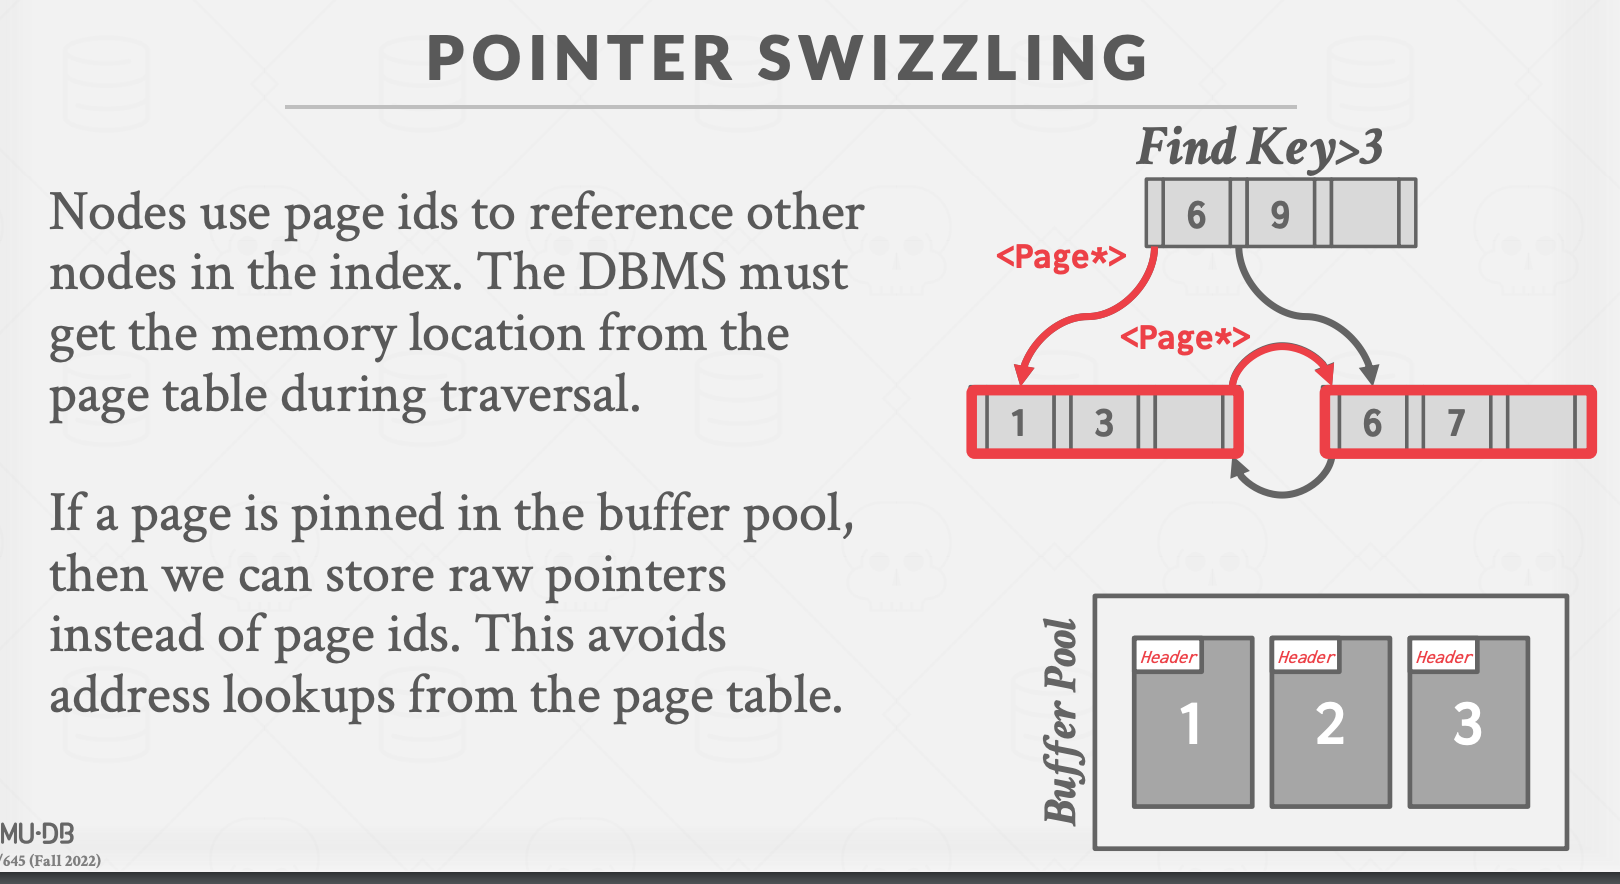 POINTER SWIZZLING
Nodes use page ids to reference other
nodes in the index. The DBMS must
get the memory location from the
page table during traversal.
If a page is pinned in the buffer pool,
then we can store raw pointers
instead of page ids. This avoids
address lookups from the page table.
Find Key>3
6 9
<Page*>
<Page*>
1 3
6 7
Buffer Pool
Header Header Header
1 2 3
MU·DB
/645 (Fall 2022)